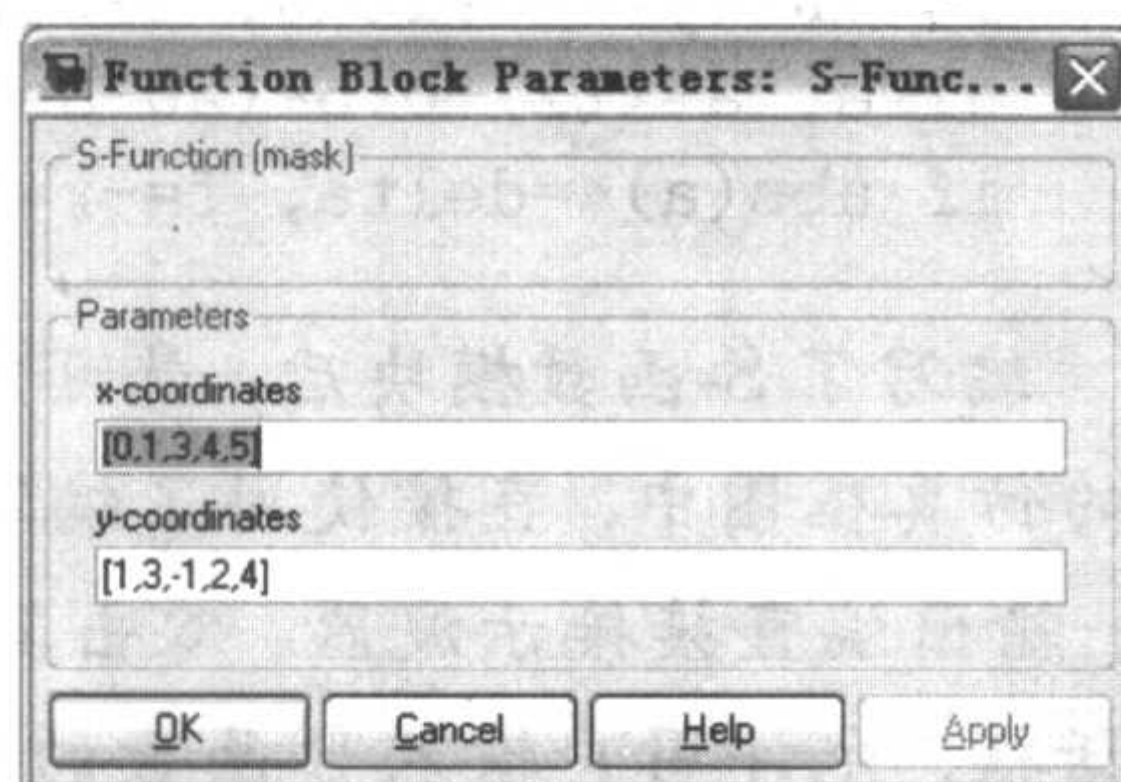 Function Block Parameters: S-Func...
S-Function (mask)
Parameters
x-coordinates
[0,1,3,4,5]
y-coordinates
[1,3,-1,2,4]
OK Cancel Help Apply